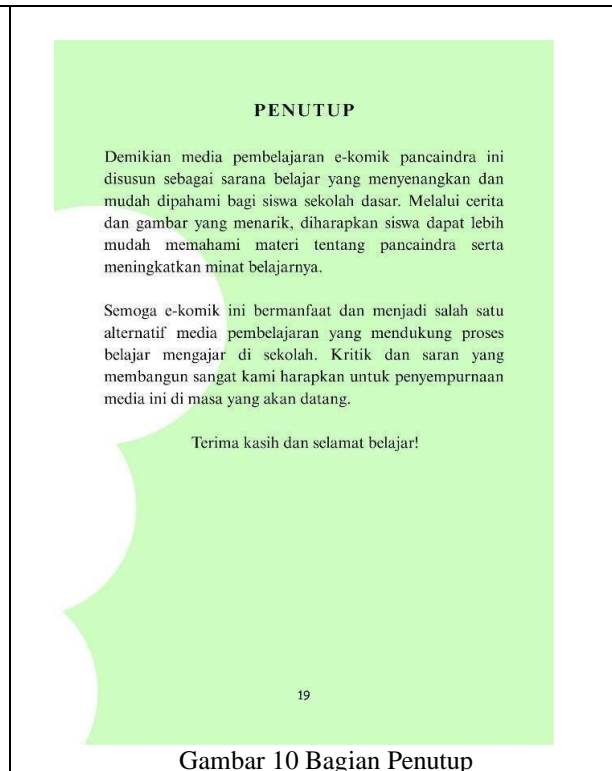 PENUTUP
Demikian media pembelajaran e-komik pancaindra ini
disusun sebagai sarana belajar yang menyenangkan dan
mudah dipahami bagi siswa sekolah dasar. Melalui cerita
dan gambar yang menarik, diharapkan siswa dapat lebih
mudah memahami materi tentang pancaindra serta
meningkatkan minat belajarnya.
Semoga e-komik ini bermanfaat dan menjadi salah satu
alternatif media pembelajaran yang mendukung proses
belajar mengajar di sekolah. Kritik dan saran yang
membangun sangat kami harapkan untuk penyempurnaan
media ini di masa yang akan datang.
Terima kasih dan selamat belajar!
19
Gambar 10 Bagian Penutup